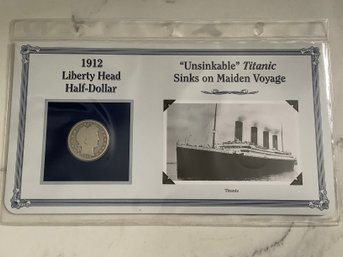 1912
Liberty Head
Half-Dollar
"Unsinkable" Titanic
Sinks on Maiden Voyage
Titanic